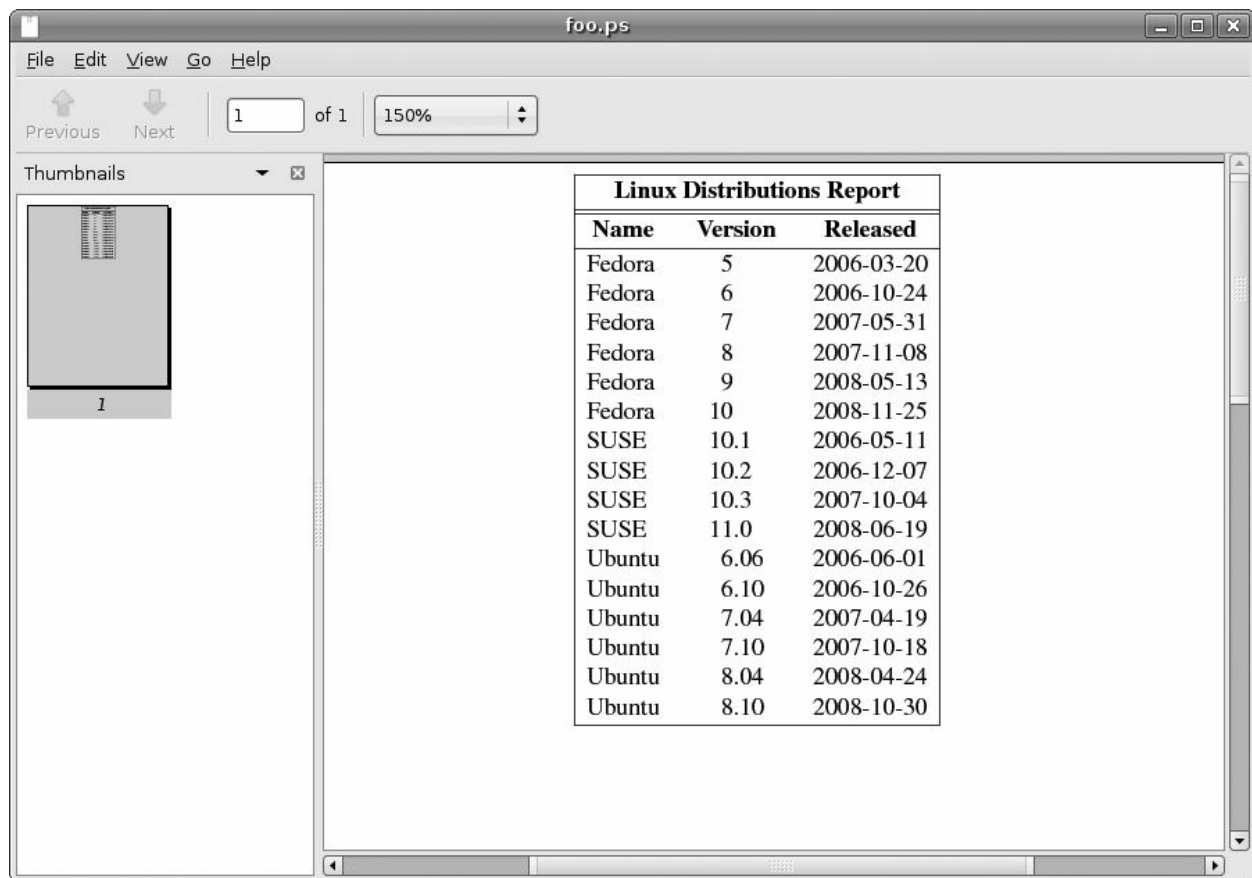 foo.ps
File Edit View Go Help
Previous Next 1 of 1 150%
Thumbnails
1
Linux Distributions Report
Name Version Released
Fedora 5 2006-03-20
Fedora 6 2006-10-24
Fedora 7 2007-05-31
Fedora 8 2007-11-08
Fedora 9 2008-05-13
Fedora 10 2008-11-25
SUSE 10.1 2006-05-11
SUSE 10.2 2006-12-07
SUSE 10.3 2007-10-04
SUSE 11.0 2008-06-19
Ubuntu 6.06 2006-06-01
Ubuntu 6.10 2006-10-26
Ubuntu 7.04 2007-04-19
Ubuntu 7.10 2007-10-18
Ubuntu 8.04 2008-04-24
Ubuntu 8.10 2008-10-30